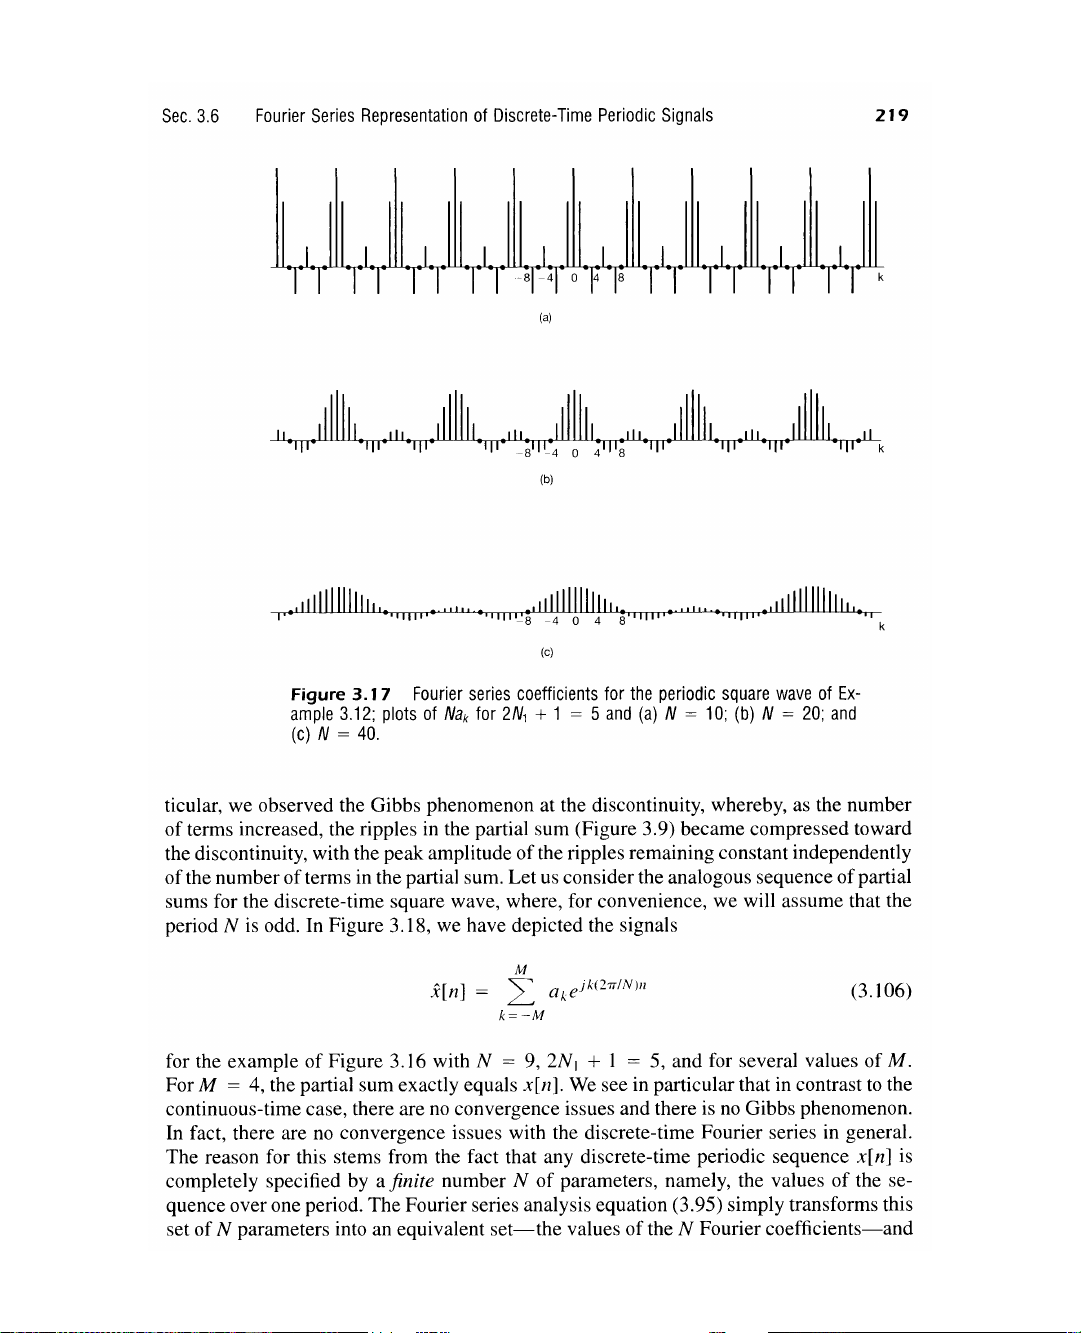 Sec. 3.6 Fourier Series Representation of Discrete-Time Periodic Signals 219
-8 -4 0 4 8 k
(a)
-8 -4 0 4 8 k
(b)
-8 -4 0 4 8 k
(c)
Figure 3.17 Fourier series coefficients for the periodic square wave of Ex-
ample 3.12; plots of Naₖ for 2N₁ + 1 = 5 and (a) N = 10; (b) N = 20; and
(c) N = 40.
ticular, we observed the Gibbs phenomenon at the discontinuity, whereby, as the number
of terms increased, the ripples in the partial sum (Figure 3.9) became compressed toward
the discontinuity, with the peak amplitude of the ripples remaining constant independently
of the number of terms in the partial sum. Let us consider the analogous sequence of partial
sums for the discrete-time square wave, where, for convenience, we will assume that the
period N is odd. In Figure 3.18, we have depicted the signals
M
x̂[n] = ∑ aₖe^{jk(2π/N)n} (3.106)
k=-M
for the example of Figure 3.16 with N = 9, 2N₁ + 1 = 5, and for several values of M.
For M = 4, the partial sum exactly equals x[n]. We see in particular that in contrast to the
continuous-time case, there are no convergence issues and there is no Gibbs phenomenon.
In fact, there are no convergence issues with the discrete-time Fourier series in general.
The reason for this stems from the fact that any discrete-time periodic sequence x[n] is
completely specified by a finite number N of parameters, namely, the values of the se-
quence over one period. The Fourier series analysis equation (3.95) simply transforms this
set of N parameters into an equivalent set—the values of the N Fourier coefficients—and